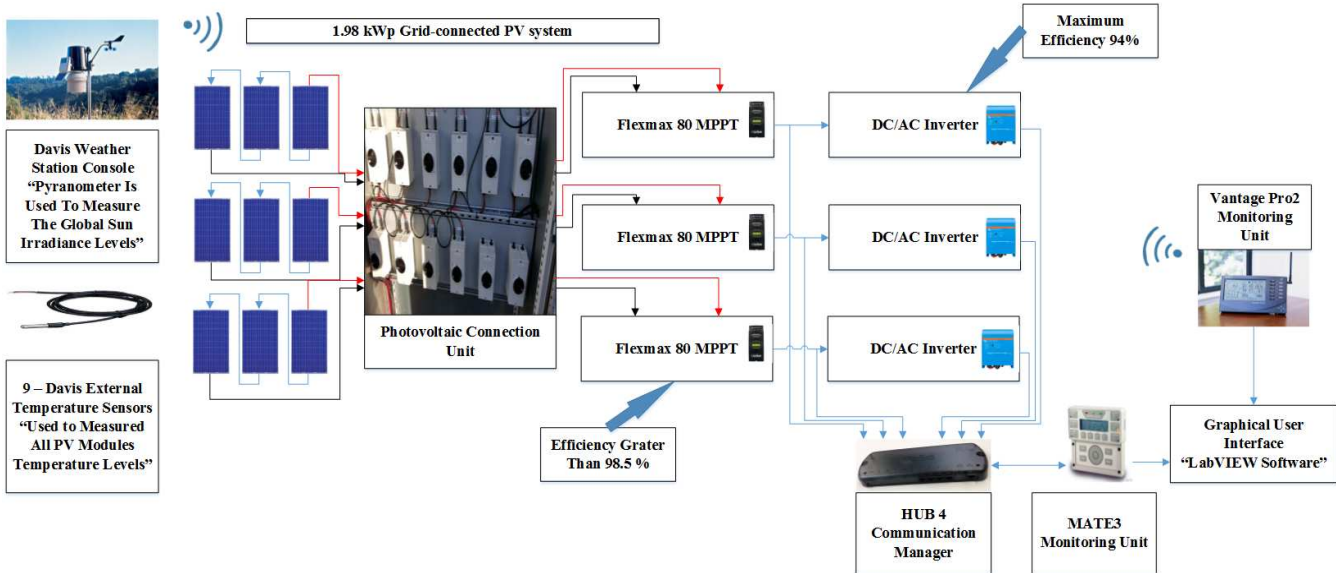 1.98 kWp Grid-connected PV system
Maximum
Efficiency 94%
Davis Weather
Station Console
“Pyranometer Is
Used To Measure
The Global Sun
Irradiance Levels”
9 – Davis External
Temperature Sensors
“Used to Measured
All PV Modules
Temperature Levels”
Photovoltaic Connection
Unit
Flexmax 80 MPPT
DC/AC Inverter
Flexmax 80 MPPT
DC/AC Inverter
Flexmax 80 MPPT
DC/AC Inverter
Efficiency Grater
Than 98.5 %
Vantage Pro2
Monitoring
Unit
HUB 4
Communication
Manager
MATE3
Monitoring Unit
Graphical User
Interface
“LabVIEW Software”